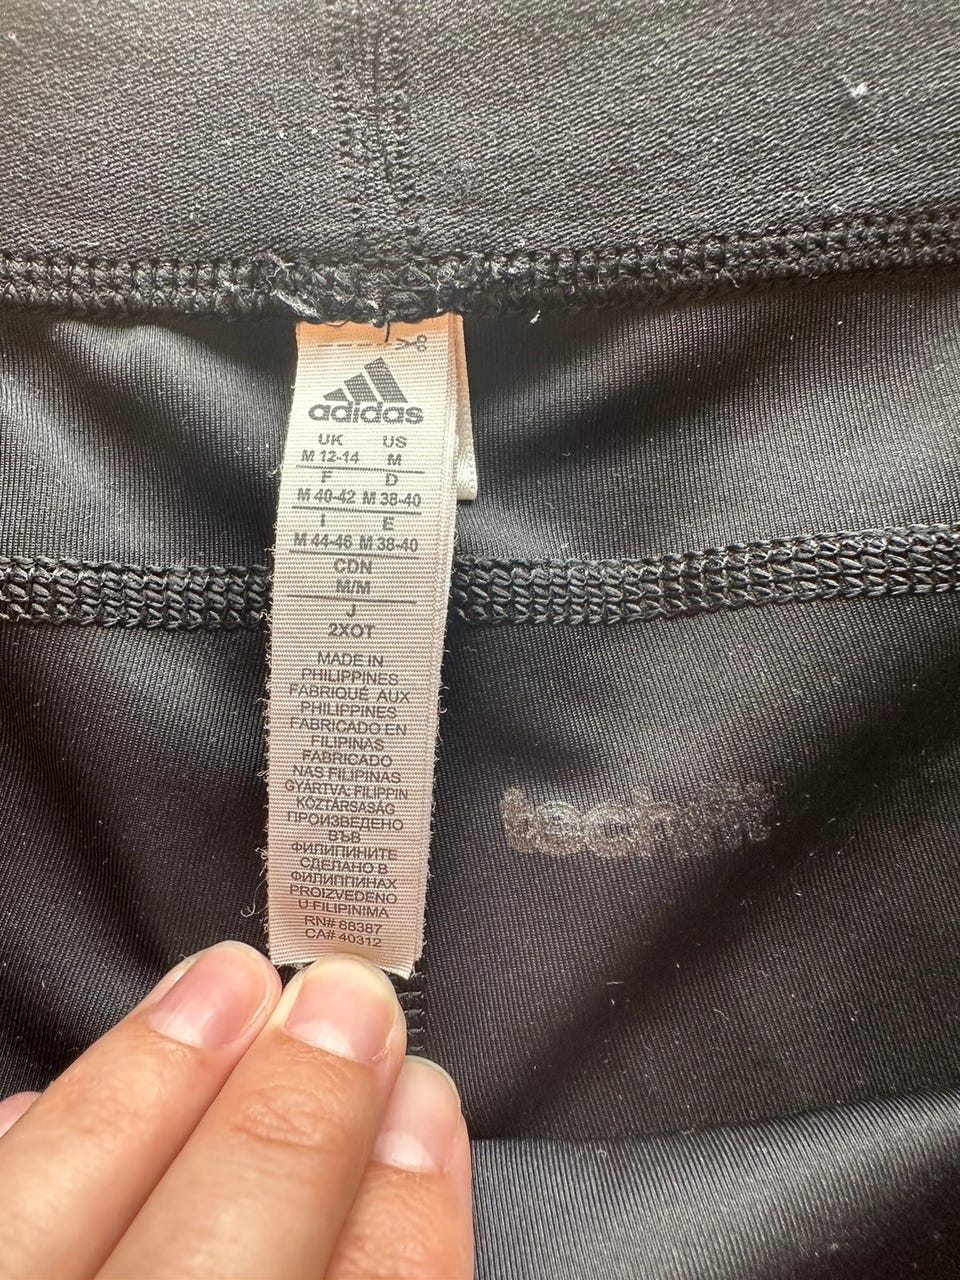 adidas
UK US
M 12-14 M
F D
M 40-42 M 38-40
I E
M 44-46 M 38-40
CDN
M/M
J
2XOT
MADE IN
PHILIPPINES
FABRIQUÉ AUX
PHILIPPINES
FABRICADO EN
FILIPINAS
FABRICADO
NAS FILIPINAS
GYÁRTVA: FILIPPIN
KÖZTÁRSASÁG
ПРОИЗВЕДЕНО
ВЪВ
ФИЛИПИНИТЕ
СДЕЛАНО В
ФИЛИППИНАХ
PROIZVEDENO
U FILIPINIMA
RN# 88387
CA# 40312
techfit